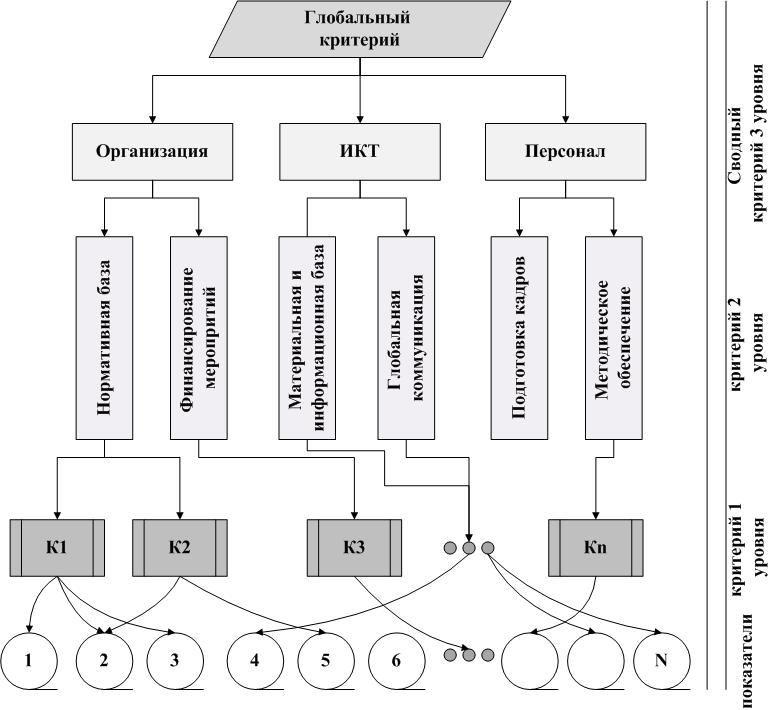 Глобальный
критерий
Организация
ИКТ
Персонал
Сводный
критерий 3 уровня
Нормативная база
Финансирование
меропритий
Материальная и
информационная база
Глобальная
коммуникация
Подготовка кадров
Методическое
обеспечение
критерий 2
уровня
К1
К2
К3
Кn
критерий 1
уровня
1
2
3
4
5
6
N
показатели